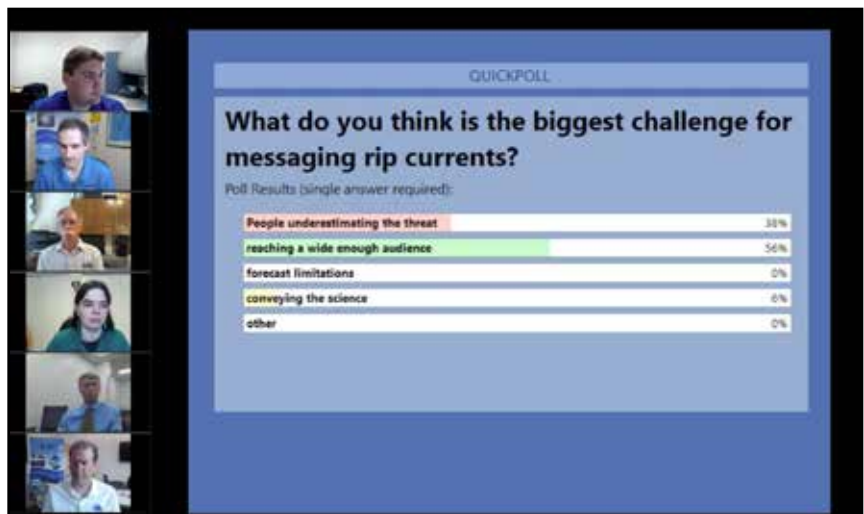 QUICKPOLL
What do you think is the biggest challenge for
messaging rip currents?
Poll Results (single answer required):
People underestimating the threat 38%
reaching a wide enough audience 56%
forecast limitations 0%
conveying the science 6%
other 0%